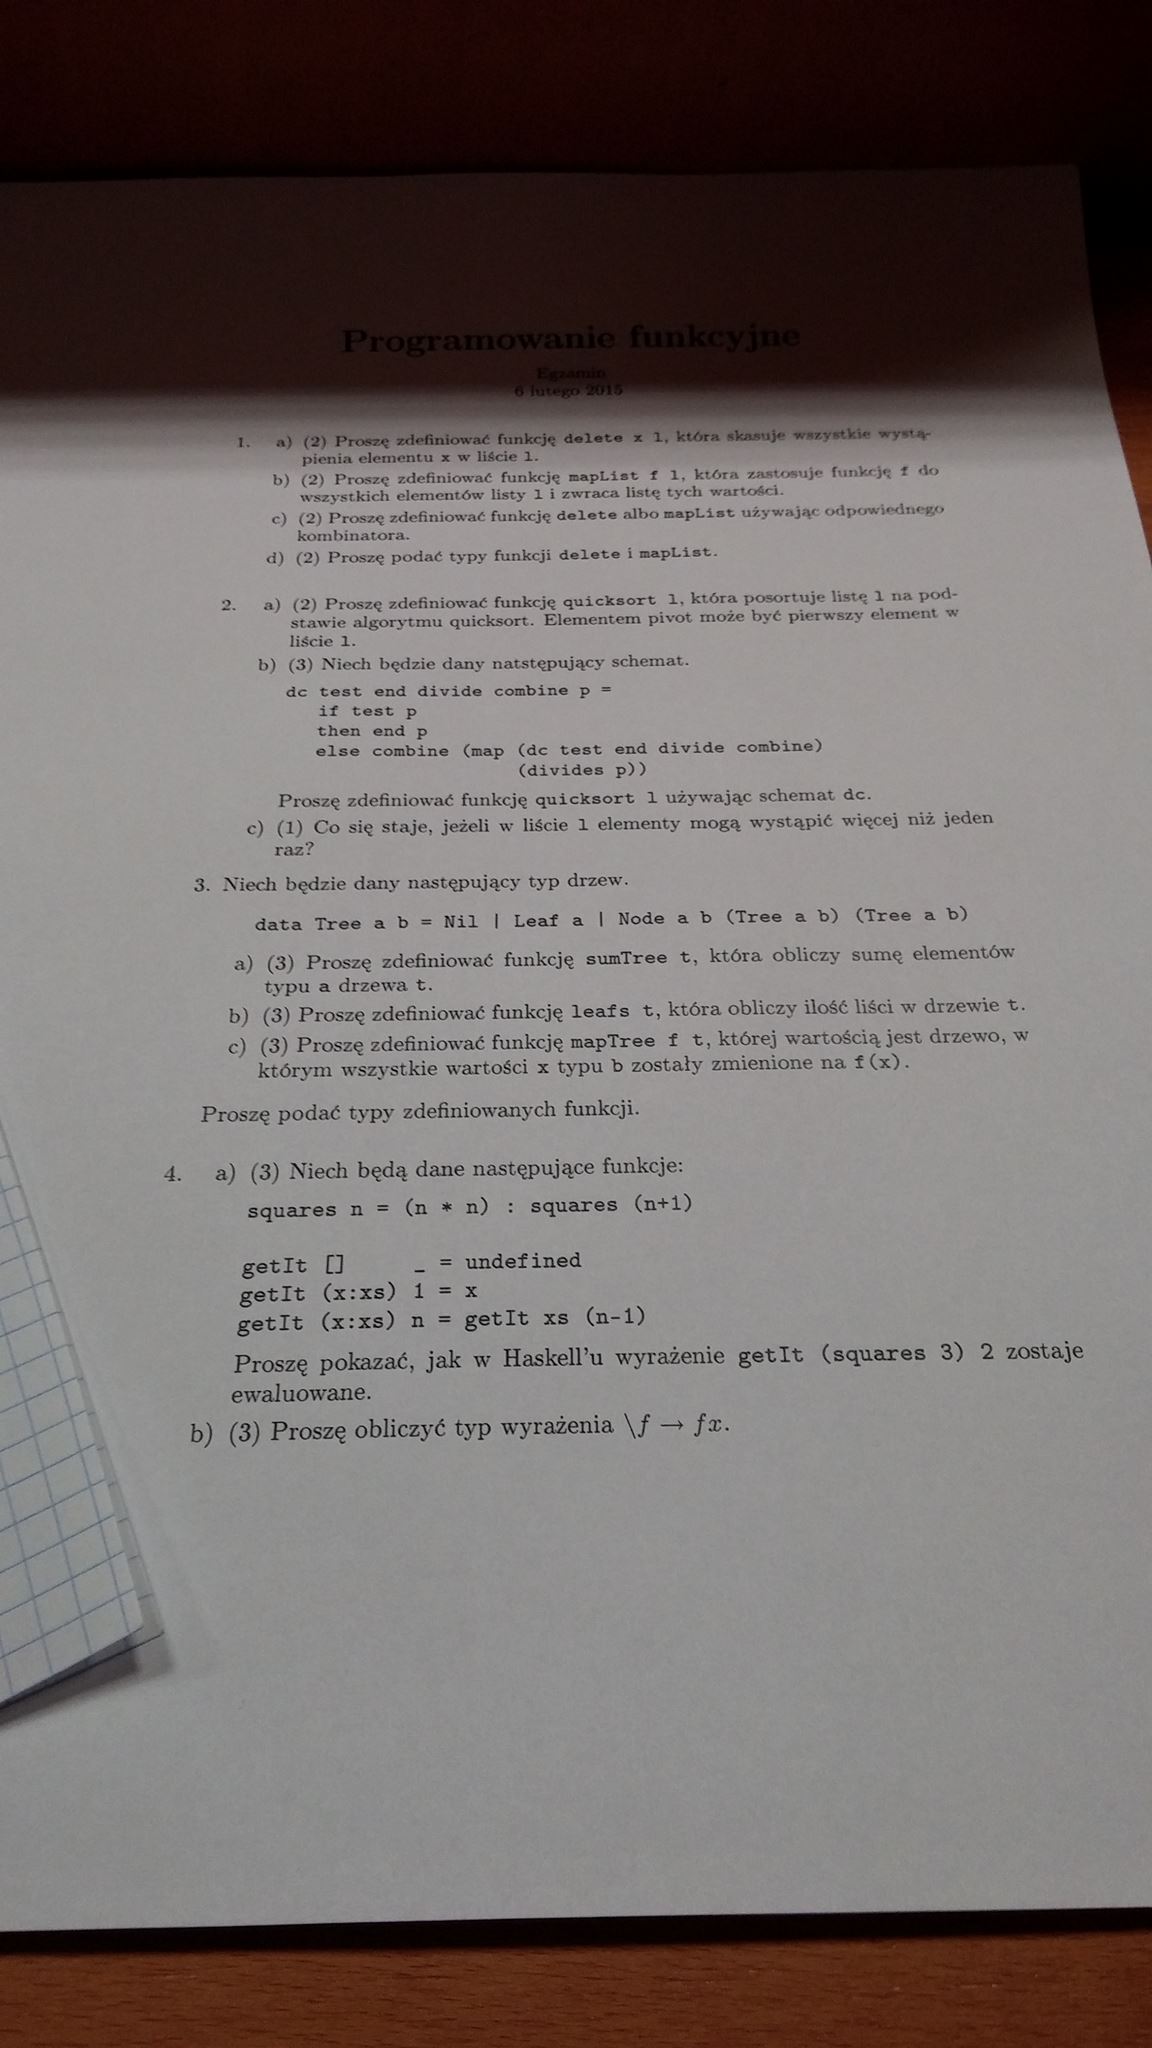 Programowanie funkcyjne
Egzamin
6 lutego 2015
1. a) (2) Proszę zdefiniować funkcję delete x l, która skasuje wszystkie wystą-
pienia elementu x w liście l.
b) (2) Proszę zdefiniować funkcję mapList f l, która zastosuje funkcję f do
wszystkich elementów listy l i zwraca listę tych wartości.
c) (2) Proszę zdefiniować funkcję delete albo mapList używając odpowiednego
kombinatora.
d) (2) Proszę podać typy funkcji delete i mapList.
2. a) (2) Proszę zdefiniować funkcję quicksort l, która posortuje listę l na pod-
stawie algorytmu quicksort. Elementem pivot może być pierwszy element w
liście l.
b) (3) Niech będzie dany natstępujący schemat.
dc test end divide combine p =
if test p
then end p
else combine (map (dc test end divide combine)
(divides p))
Proszę zdefiniować funkcję quicksort l używając schemat dc.
c) (1) Co się staje, jeżeli w liście l elementy mogą wystąpić więcej niż jeden
raz?
3. Niech będzie dany następujący typ drzew.
data Tree a b = Nil | Leaf a | Node a b (Tree a b) (Tree a b)
a) (3) Proszę zdefiniować funkcję sumTree t, która obliczy sumę elementów
typu a drzewa t.
b) (3) Proszę zdefiniować funkcję leafs t, która obliczy ilość liści w drzewie t.
c) (3) Proszę zdefiniować funkcję mapTree f t, której wartością jest drzewo, w
którym wszystkie wartości x typu b zostały zmienione na f(x).
Proszę podać typy zdefiniowanych funkcji.
4. a) (3) Niech będą dane następujące funkcje:
squares n = (n * n) : squares (n+1)
getIt [] _ = undefined
getIt (x:xs) 1 = x
getIt (x:xs) n = getIt xs (n-1)
Proszę pokazać, jak w Haskell'u wyrażenie getIt (squares 3) 2 zostaje
ewaluowane.
b) (3) Proszę obliczyć typ wyrażenia \f → fx.